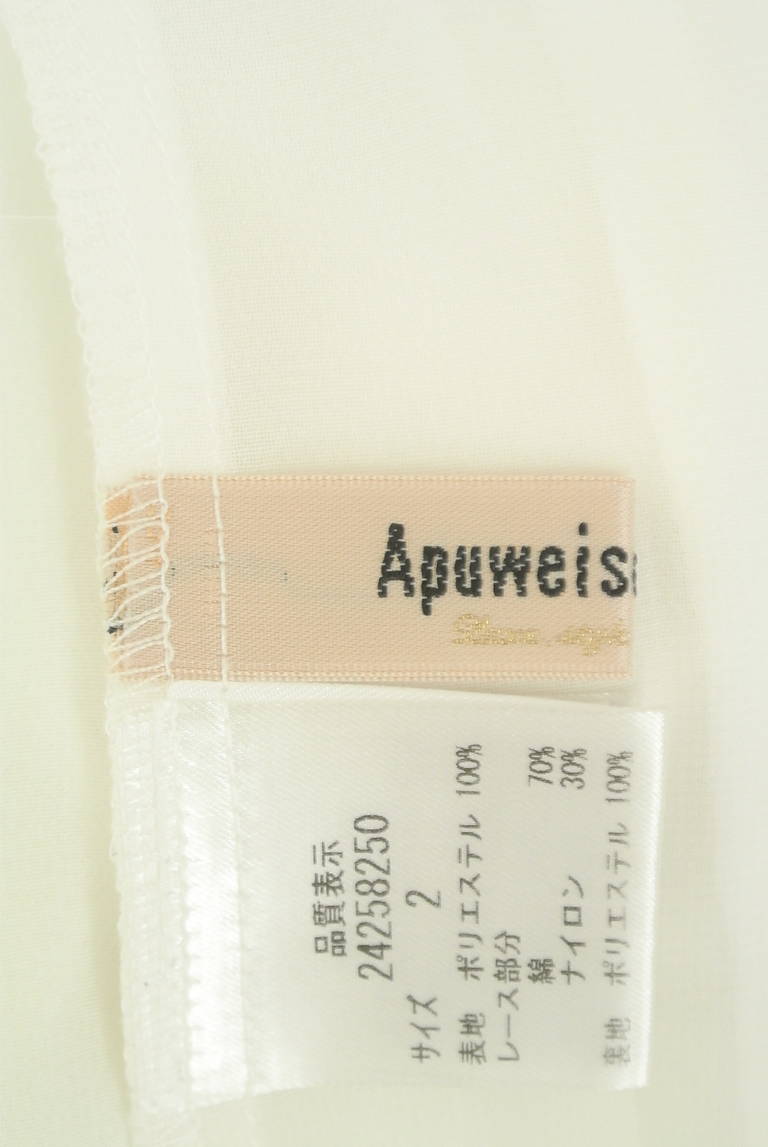 Apuweis
品質表示
24258250
サイズ 2
表地 ポリエステル 100%
レース部分
綿 70%
ナイロン 30%
裏地 ポリエステル 100%